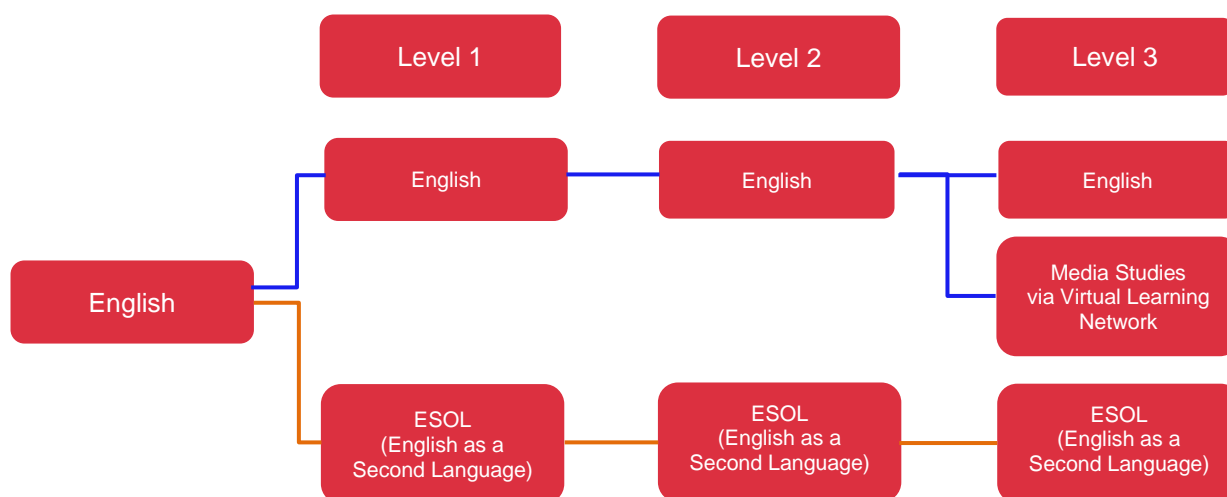 Level 1
Level 2
Level 3
English
English
English
English
Media Studies
via Virtual Learning
Network
ESOL
(English as a
Second Language)
ESOL
(English as a
Second Language)
ESOL
(English as a
Second Language)